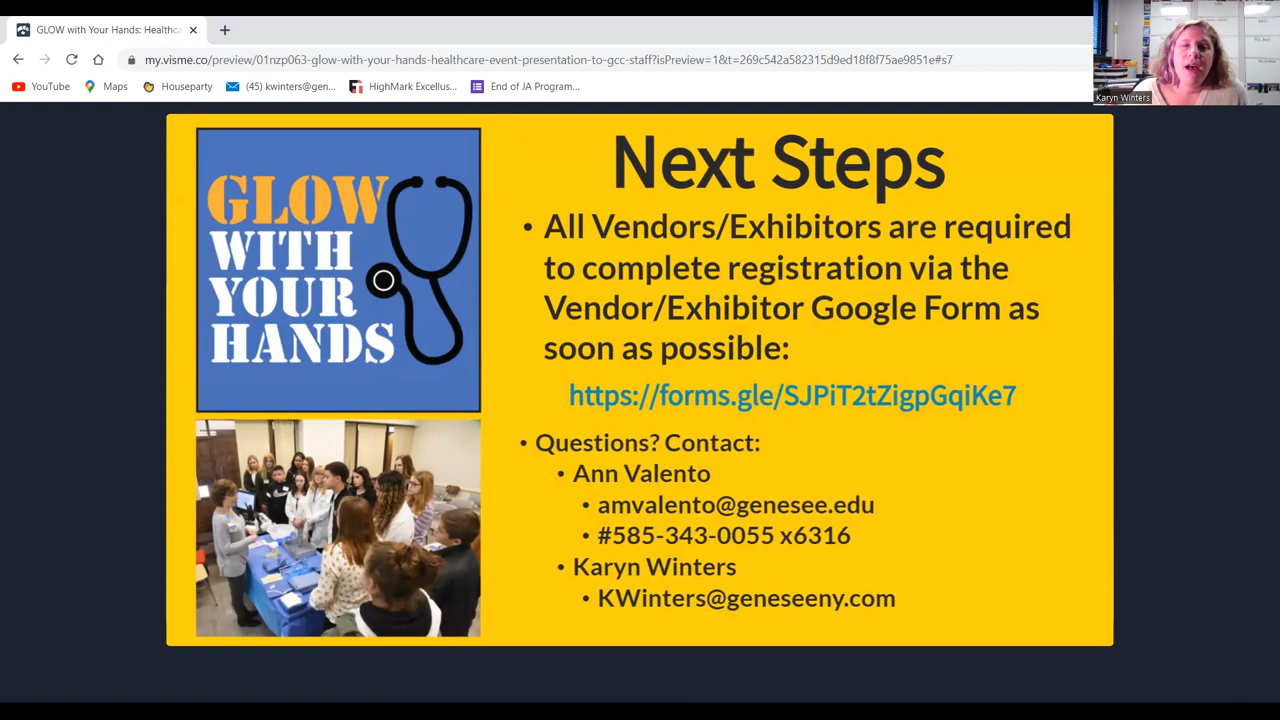 GLOW with Your Hands: Healthca
my.visme.co/preview/01nzp063-glow-with-your-hands-healthcare-event-presentation-to-gcc-staff?isPreview=1&t=269c542a582315d9ed18f8f75ae9851e#s7
YouTube
Maps
Houseparty
(45) kwinters@gen...
HighMark-Excellus...
End of JA Program...
Karyn Winters
GLOW
WITH
YOUR
HANDS
Next Steps
• All Vendors/Exhibitors are required
to complete registration via the
Vendor/Exhibitor Google Form as
soon as possible:
https://forms.gle/SJPiT2tZigpGqiKe7
• Questions? Contact:
• Ann Valento
• amvalento@genesee.edu
• #585-343-0055 x6316
• Karyn Winters
• KWinters@geneseeny.com